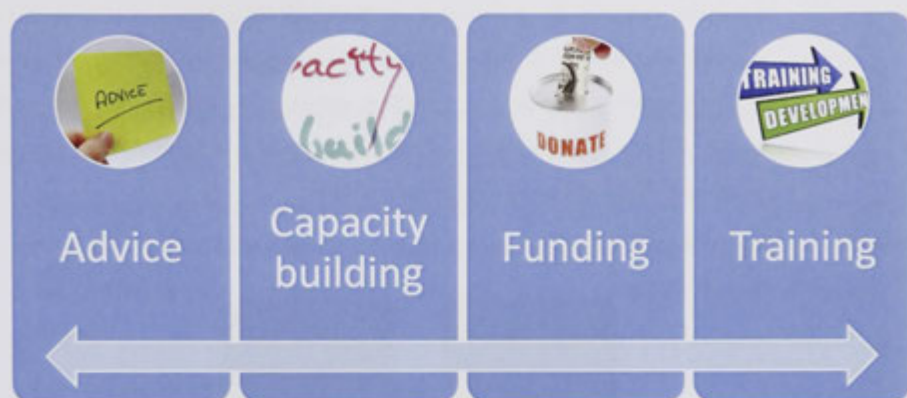 ADVICE
acity
build
DONATE
TRAINING
DEVELOPMEN
Advice
Capacity
building
Funding
Training